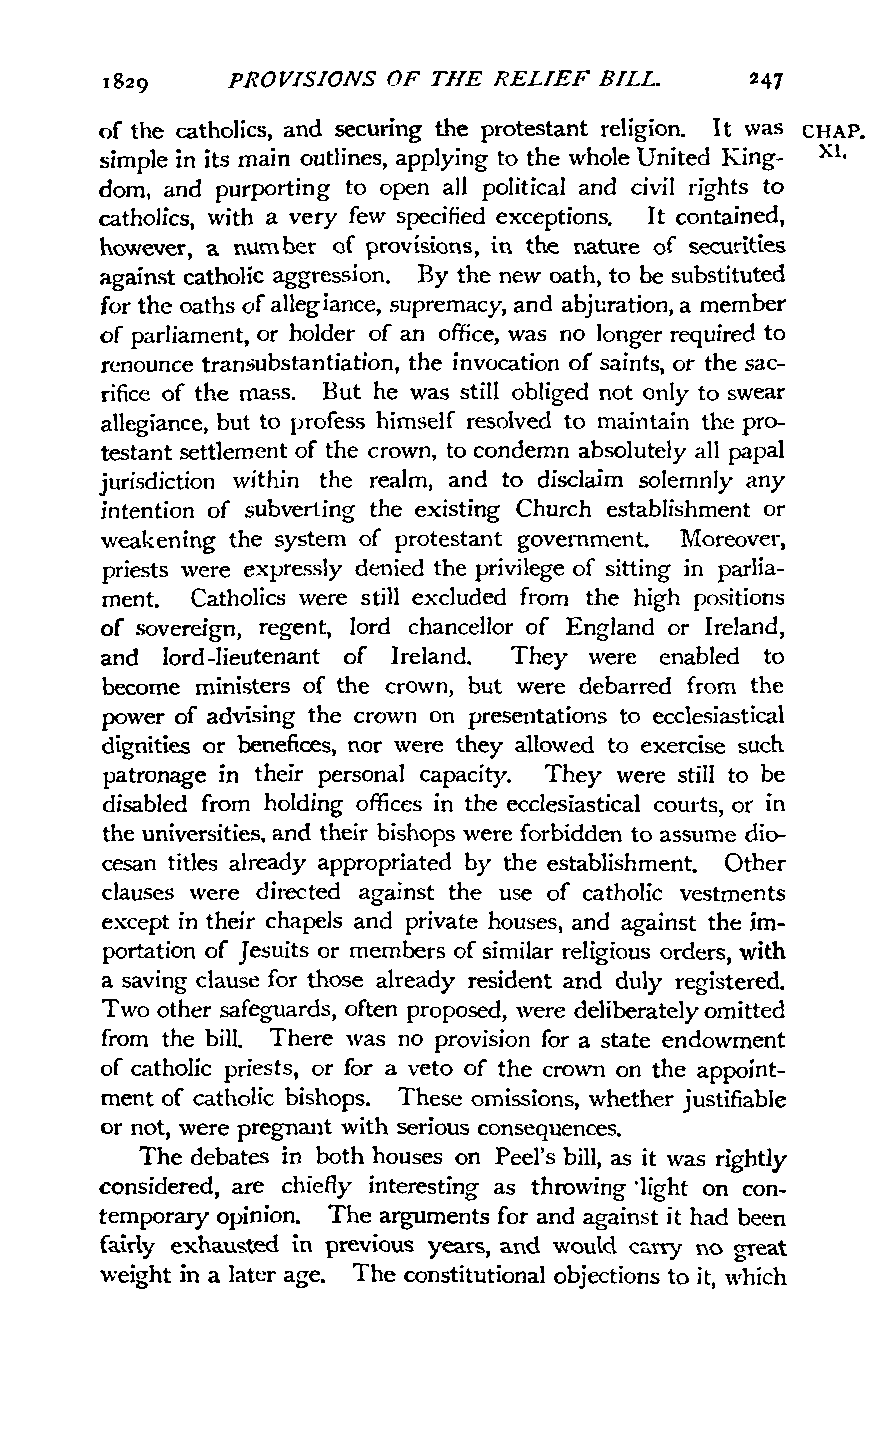 1829 PROVISIONS OF THE RELIEF BILL. 247
of the catholics, and securing the protestant religion. It was CHAP.
simple in its main outlines, applying to the whole United King- XI.
dom, and purporting to open all political and civil rights to
catholics, with a very few specified exceptions. It contained,
however, a number of provisions, in the nature of securities
against catholic aggression. By the new oath, to be substituted
for the oaths of allegiance, supremacy, and abjuration, a member
of parliament, or holder of an office, was no longer required to
renounce transubstantiation, the invocation of saints, or the sac-
rifice of the mass. But he was still obliged not only to swear
allegiance, but to profess himself resolved to maintain the pro-
testant settlement of the crown, to condemn absolutely all papal
jurisdiction within the realm, and to disclaim solemnly any
intention of subverting the existing Church establishment or
weakening the system of protestant government. Moreover,
priests were expressly denied the privilege of sitting in parlia-
ment. Catholics were still excluded from the high positions
of sovereign, regent, lord chancellor of England or Ireland,
and lord-lieutenant of Ireland. They were enabled to
become ministers of the crown, but were debarred from the
power of advising the crown on presentations to ecclesiastical
dignities or benefices, nor were they allowed to exercise such
patronage in their personal capacity. They were still to be
disabled from holding offices in the ecclesiastical courts, or in
the universities, and their bishops were forbidden to assume dio-
cesan titles already appropriated by the establishment. Other
clauses were directed against the use of catholic vestments
except in their chapels and private houses, and against the im-
portation of Jesuits or members of similar religious orders, with
a saving clause for those already resident and duly registered.
Two other safeguards, often proposed, were deliberately omitted
from the bill. There was no provision for a state endowment
of catholic priests, or for a veto of the crown on the appoint-
ment of catholic bishops. These omissions, whether justifiable
or not, were pregnant with serious consequences.
The debates in both houses on Peel's bill, as it was rightly
considered, are chiefly interesting as throwing light on con-
temporary opinion. The arguments for and against it had been
fairly exhausted in previous years, and would carry no great
weight in a later age. The constitutional objections to it, which